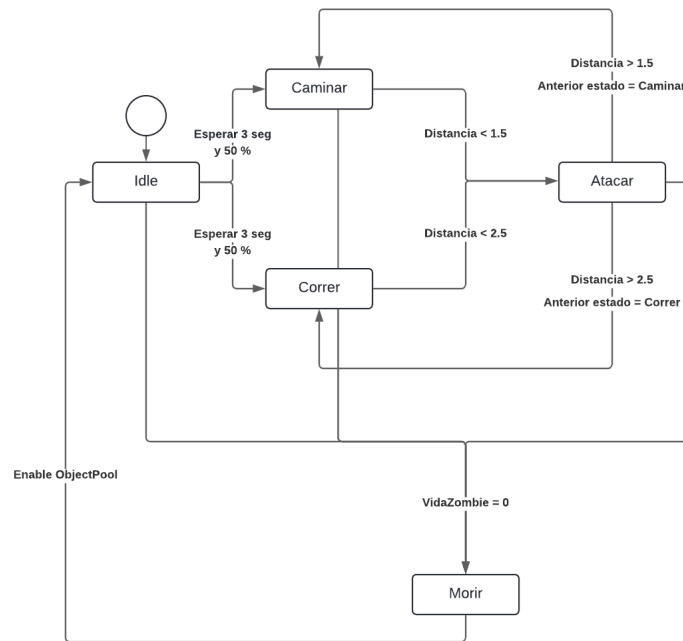 Distancia > 1.5
Anterior estado = Caminar
Caminar
Esperar 3 seg
y 50 %
Distancia < 1.5
Idle
Atacar
Esperar 3 seg
y 50 %
Distancia < 2.5
Correr
Distancia > 2.5
Anterior estado = Correr
Enable ObjectPool
VidaZombie = 0
Morir